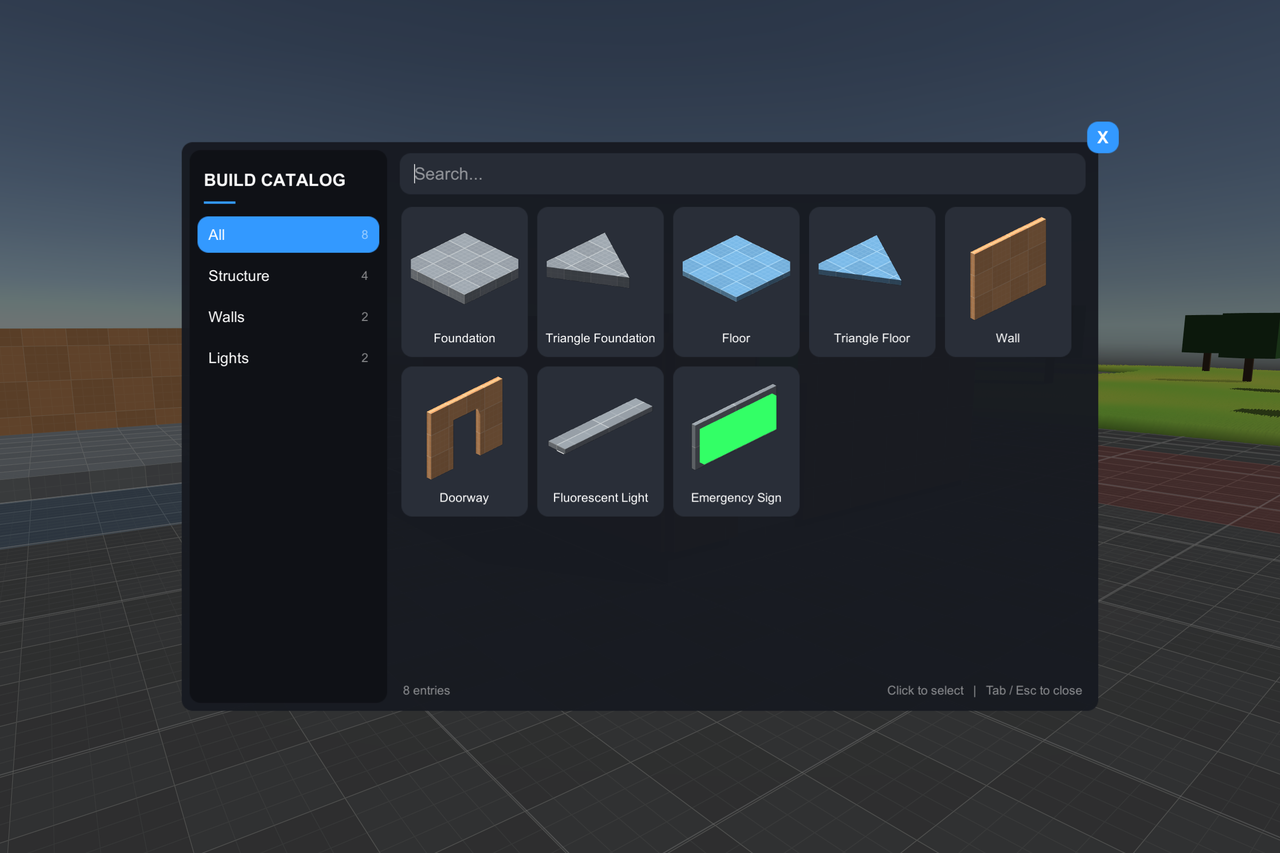 X
BUILD CATALOG
Search...
All 8
Structure 4
Walls 2
Lights 2
Foundation
Triangle Foundation
Floor
Triangle Floor
Wall
Doorway
Fluorescent Light
Emergency Sign
8 entries
Click to select | Tab / Esc to close